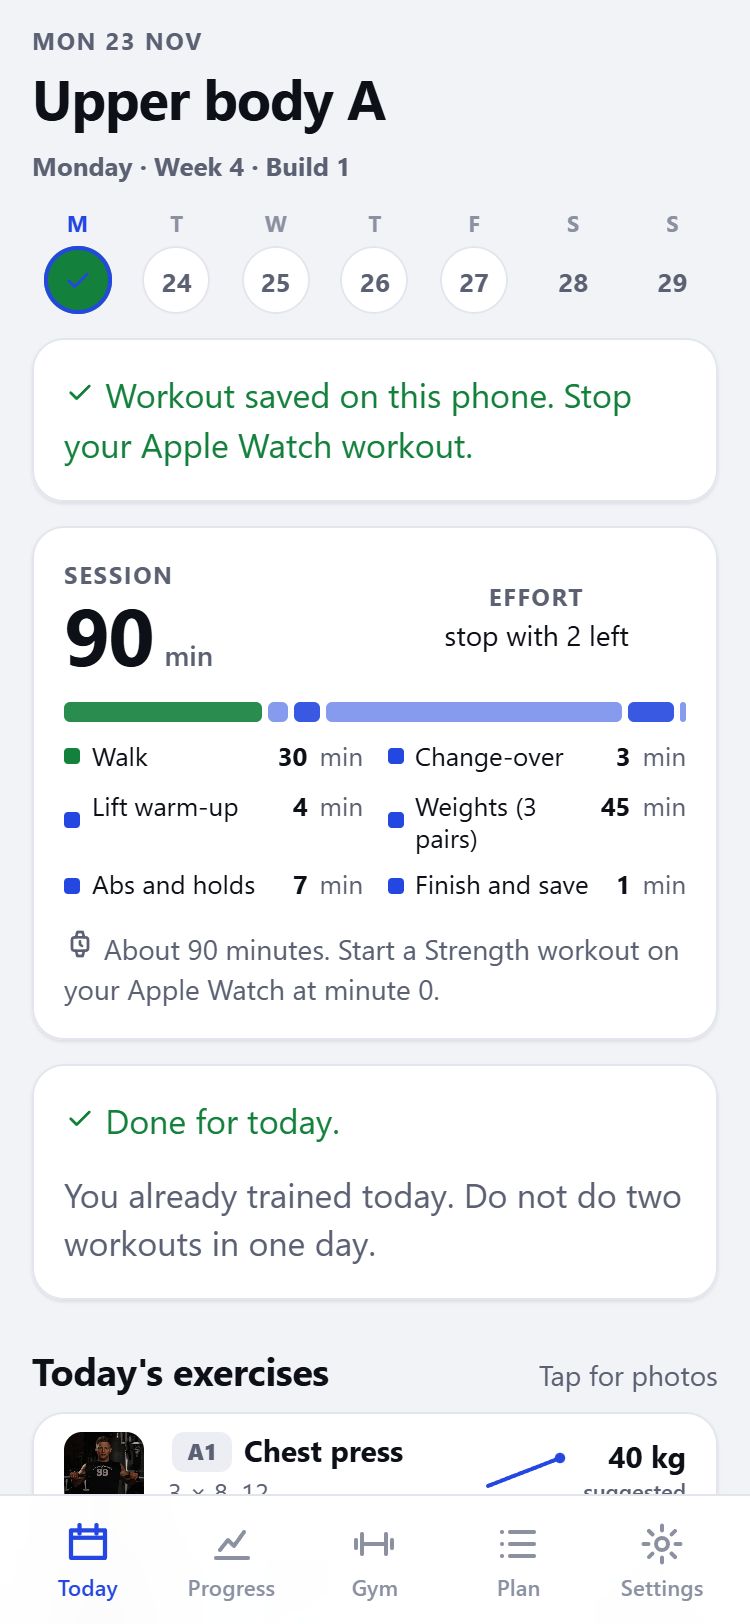 MON 23 NOV
Upper body A
Monday · Week 4 · Build 1
M T W T F S S
24 25 26 27 28 29
Workout saved on this phone. Stop
your Apple Watch workout.
SESSION
90 min
EFFORT
stop with 2 left
Walk 30 min
Change-over 3 min
Lift warm-up 4 min
Weights (3
pairs) 45 min
Abs and holds 7 min
Finish and save 1 min
About 90 minutes. Start a Strength workout on
your Apple Watch at minute 0.
Done for today.
You already trained today. Do not do two
workouts in one day.
Today's exercises
Tap for photos
99
A1 Chest press
3 × 8–12
40 kg
suggested
Today Progress Gym Plan Settings